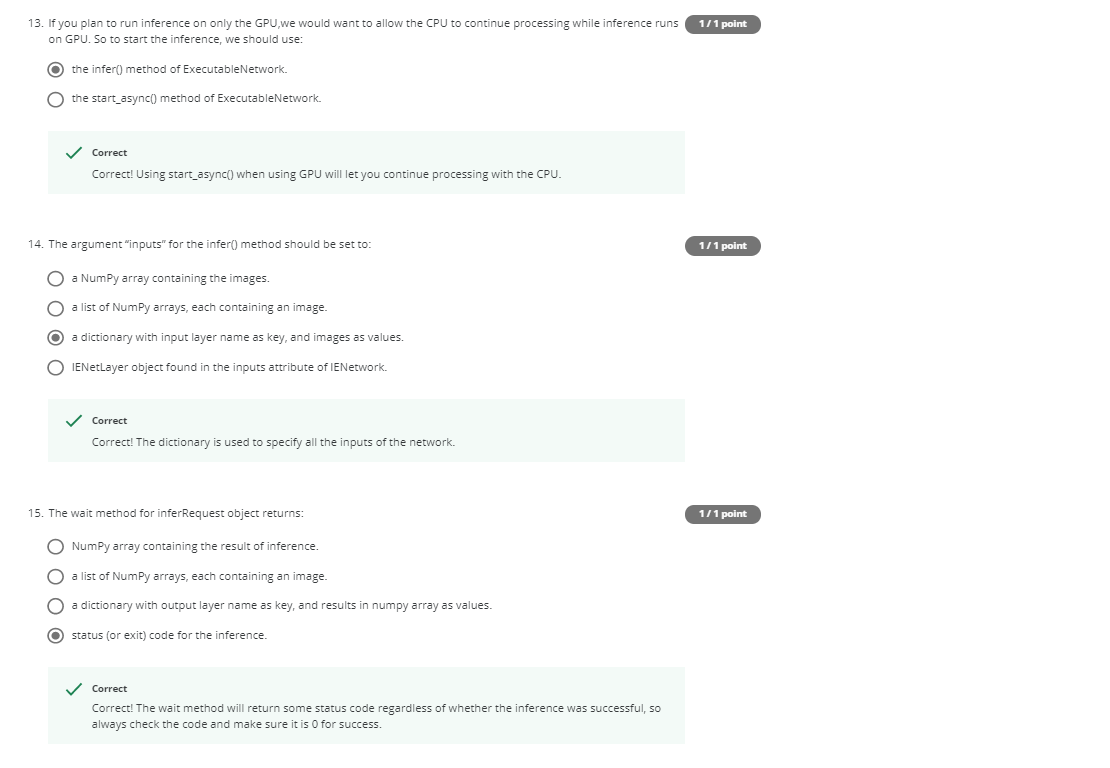 13. If you plan to run inference on only the GPU,we would want to allow the CPU to continue processing while inference runs 1 / 1 point
on GPU. So to start the inference, we should use:
the infer() method of ExecutableNetwork.
the start_async() method of ExecutableNetwork.
Correct
Correct! Using start_async() when using GPU will let you continue processing with the CPU.
14. The argument "inputs" for the infer() method should be set to: 1 / 1 point
a NumPy array containing the images.
a list of NumPy arrays, each containing an image.
a dictionary with input layer name as key, and images as values.
IENetLayer object found in the inputs attribute of IENetwork.
Correct
Correct! The dictionary is used to specify all the inputs of the network.
15. The wait method for inferRequest object returns: 1 / 1 point
NumPy array containing the result of inference.
a list of NumPy arrays, each containing an image.
a dictionary with output layer name as key, and results in numpy array as values.
status (or exit) code for the inference.
Correct
Correct! The wait method will return some status code regardless of whether the inference was successful, so
always check the code and make sure it is 0 for success.